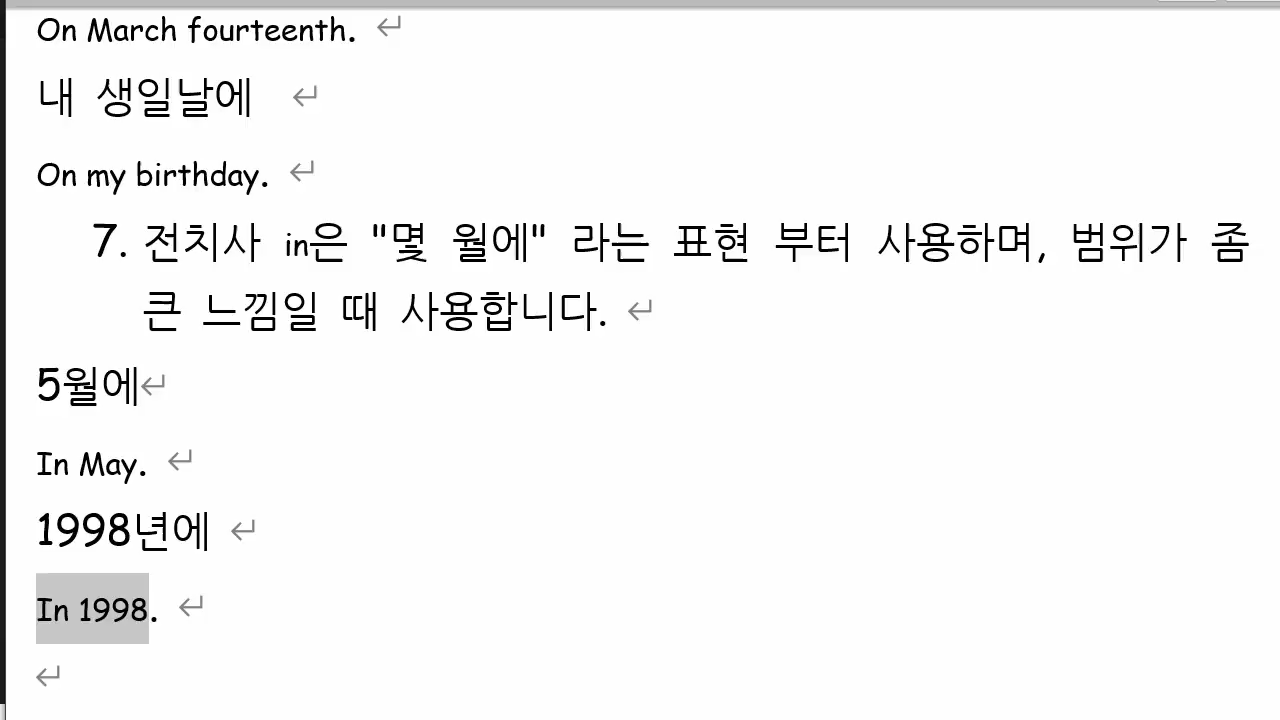 On March fourteenth.
내 생일날에
On my birthday.
7. 전치사 in은 "몇 월에" 라는 표현 부터 사용하며, 범위가 좀
큰 느낌일 때 사용합니다.
5월에
In May.
1998년에
In 1998.